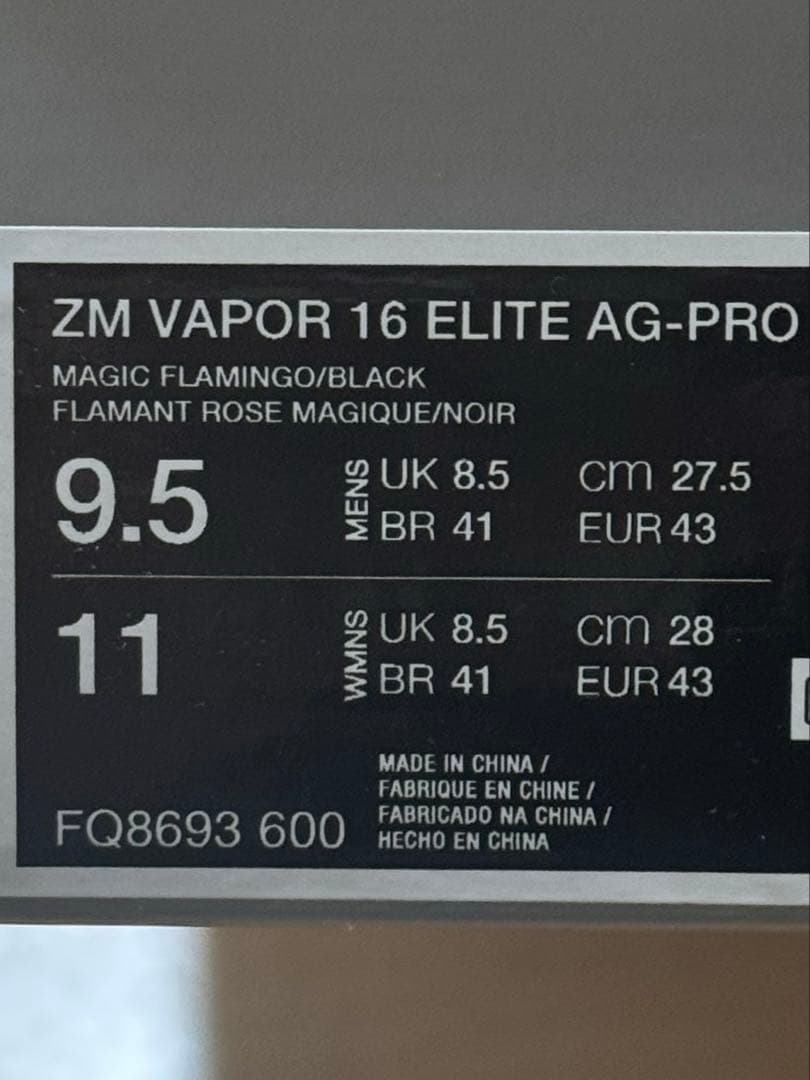 ZM VAPOR 16 ELITE AG-PRO
MAGIC FLAMINGO/BLACK
FLAMANT ROSE MAGIQUE/NOIR
9.5 MENS UK 8.5 cm 27.5
BR 41 EUR 43
11 WMNS UK 8.5 cm 28
BR 41 EUR 43
MADE IN CHINA /
FABRIQUE EN CHINE /
FABRICADO NA CHINA /
HECHO EN CHINA
FQ8693 600